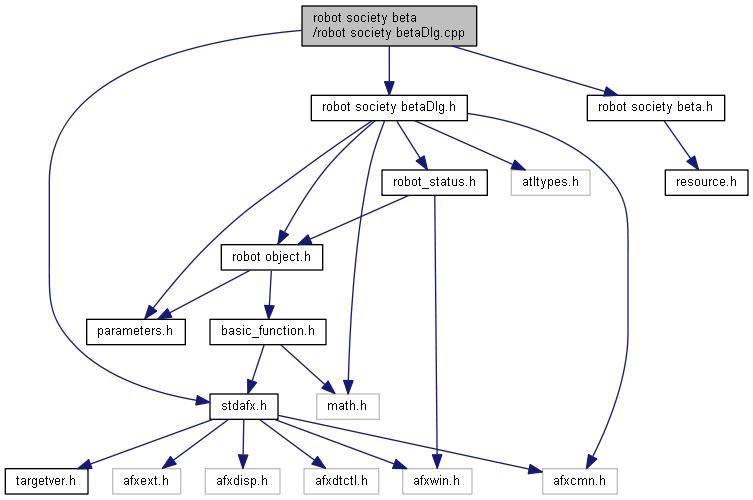 robot society beta
/robot society betaDlg.cpp
robot society betaDlg.h
robot society beta.h
robot_status.h
atltypes.h
resource.h
robot object.h
parameters.h
basic_function.h
stdafx.h
math.h
targetver.h
afxext.h
afxdisp.h
afxdtctl.h
afxwin.h
afxcmn.h